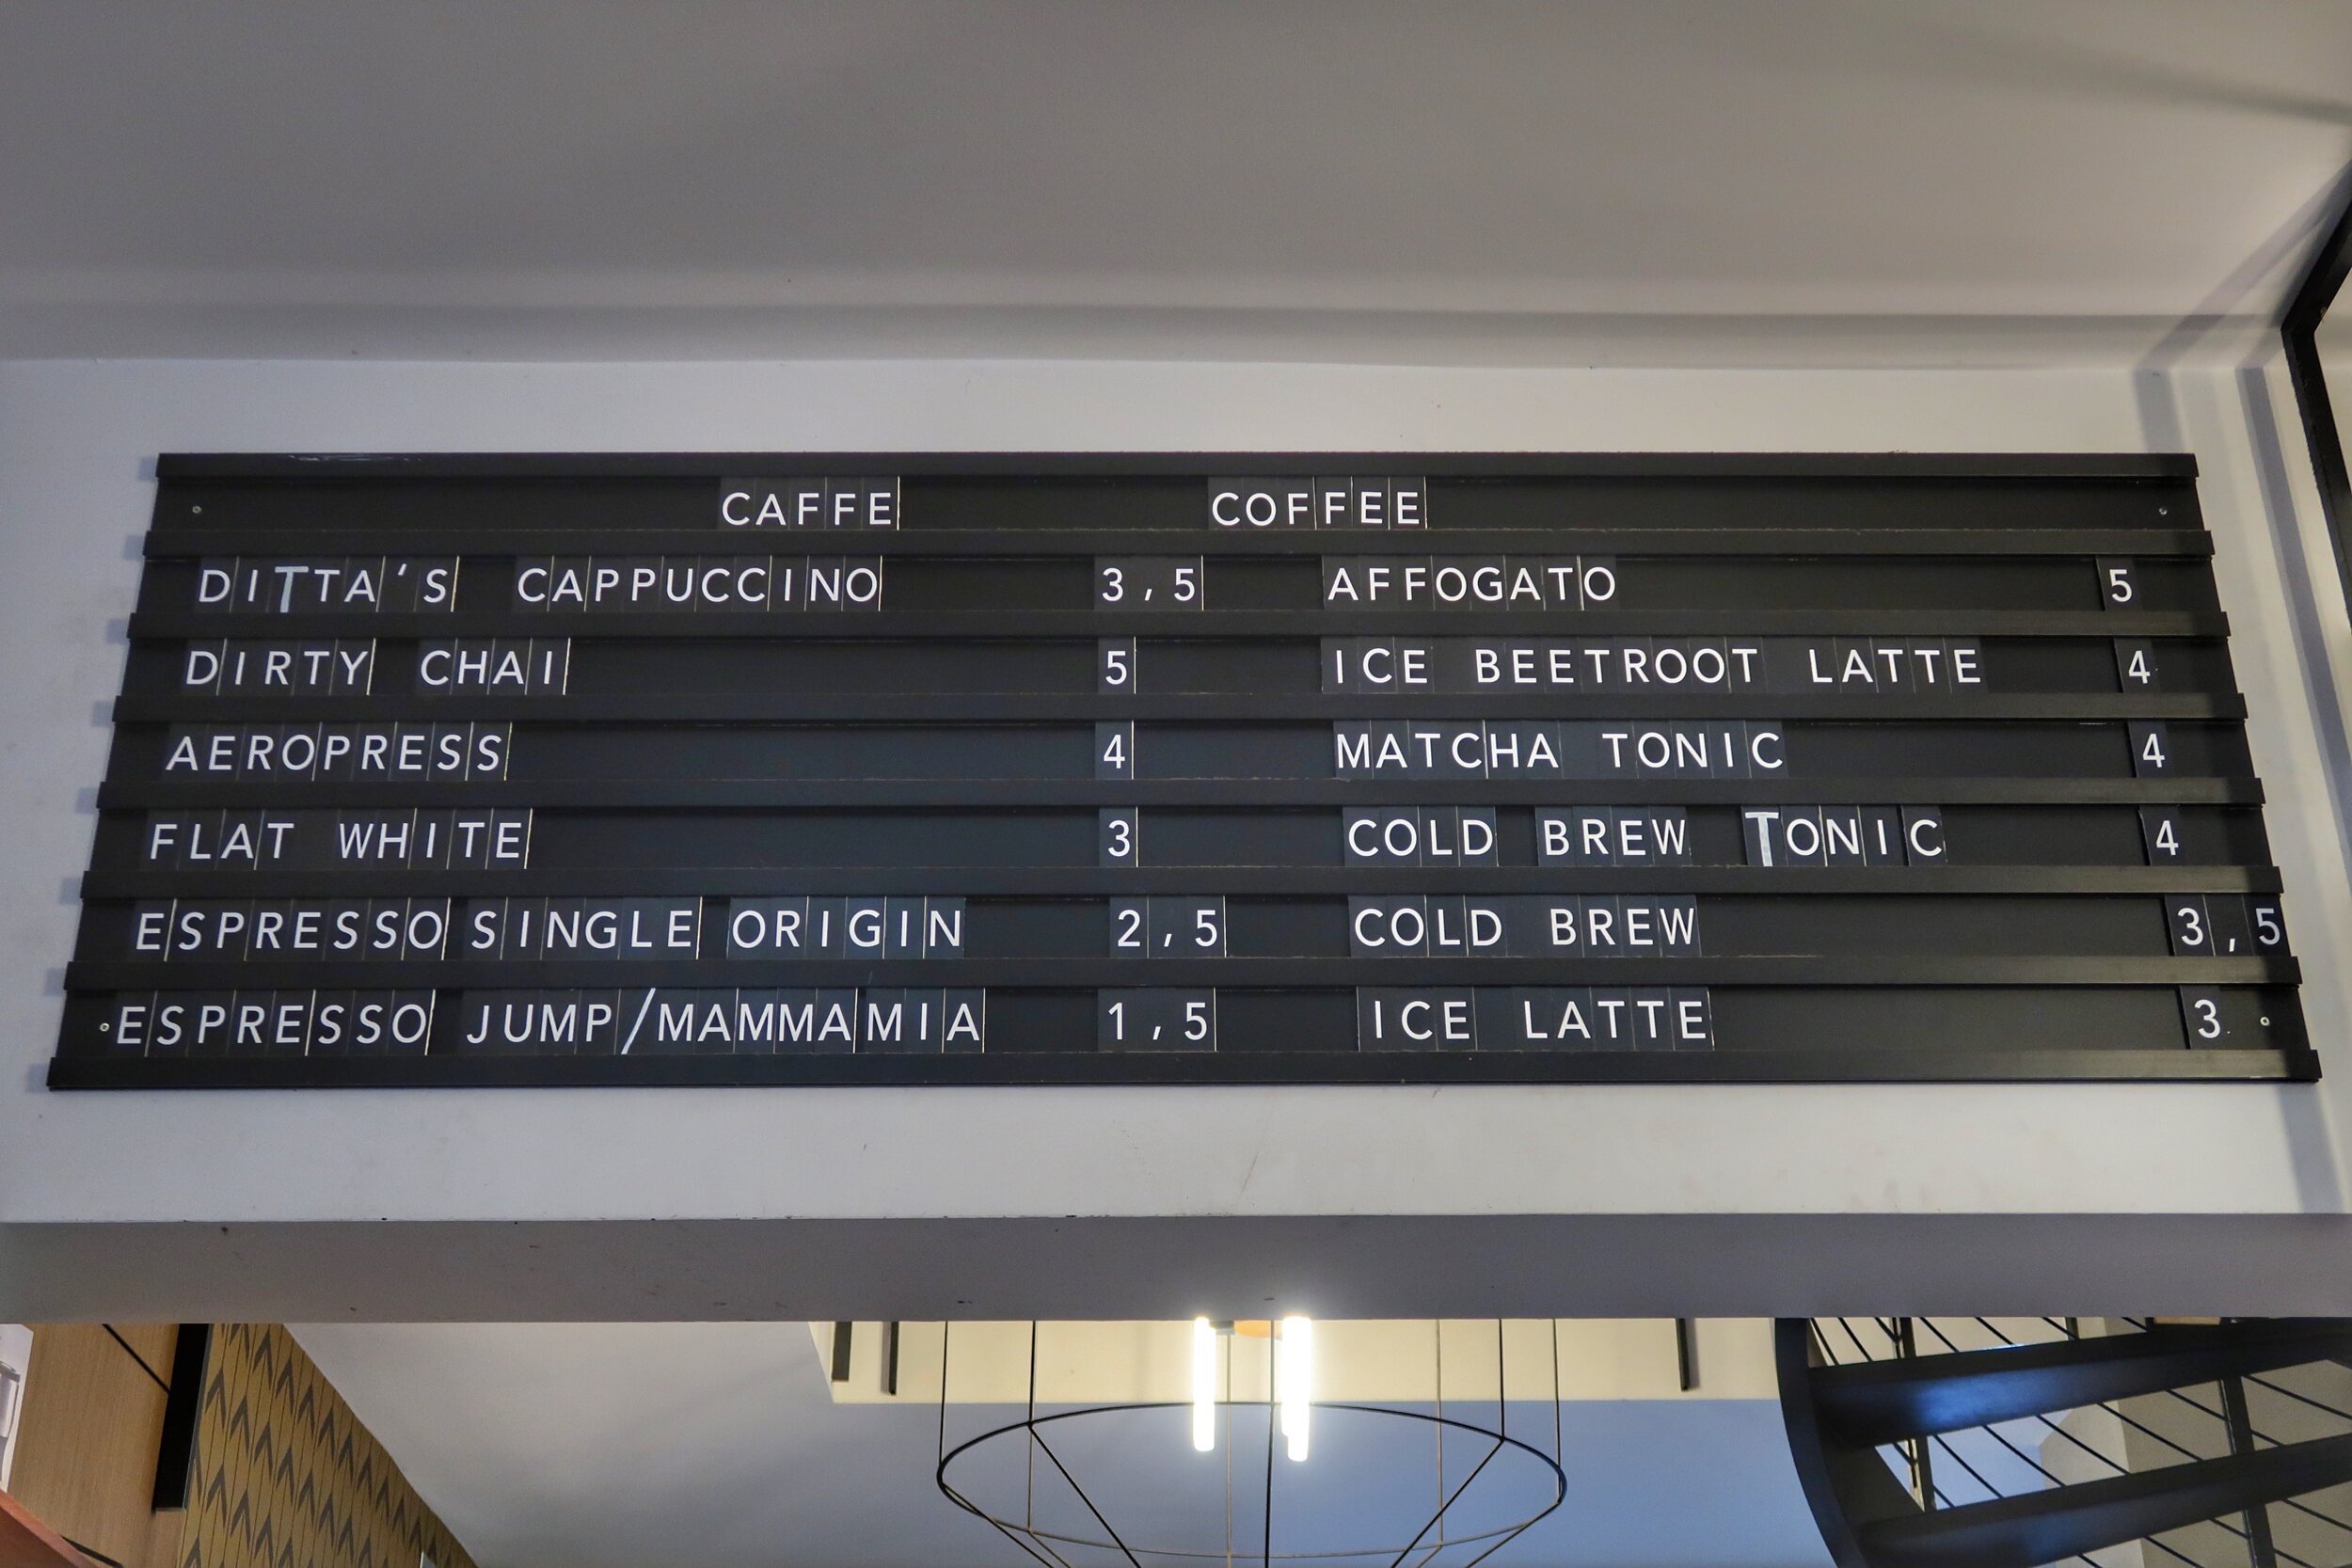 CAFFE COFFEE
DITTA'S CAPPUCCINO 3,5 AFFOGATO 5
DIRTY CHAI 5 ICE BEETROOT LATTE 4
AEROPRESS 4 MATCHA TONIC 4
FLAT WHITE 3 COLD BREW TONIC 4
ESPRESSO SINGLE ORIGIN 2,5 COLD BREW 3,5
ESPRESSO JUMP/MAMMAMIA 1,5 ICE LATTE 3